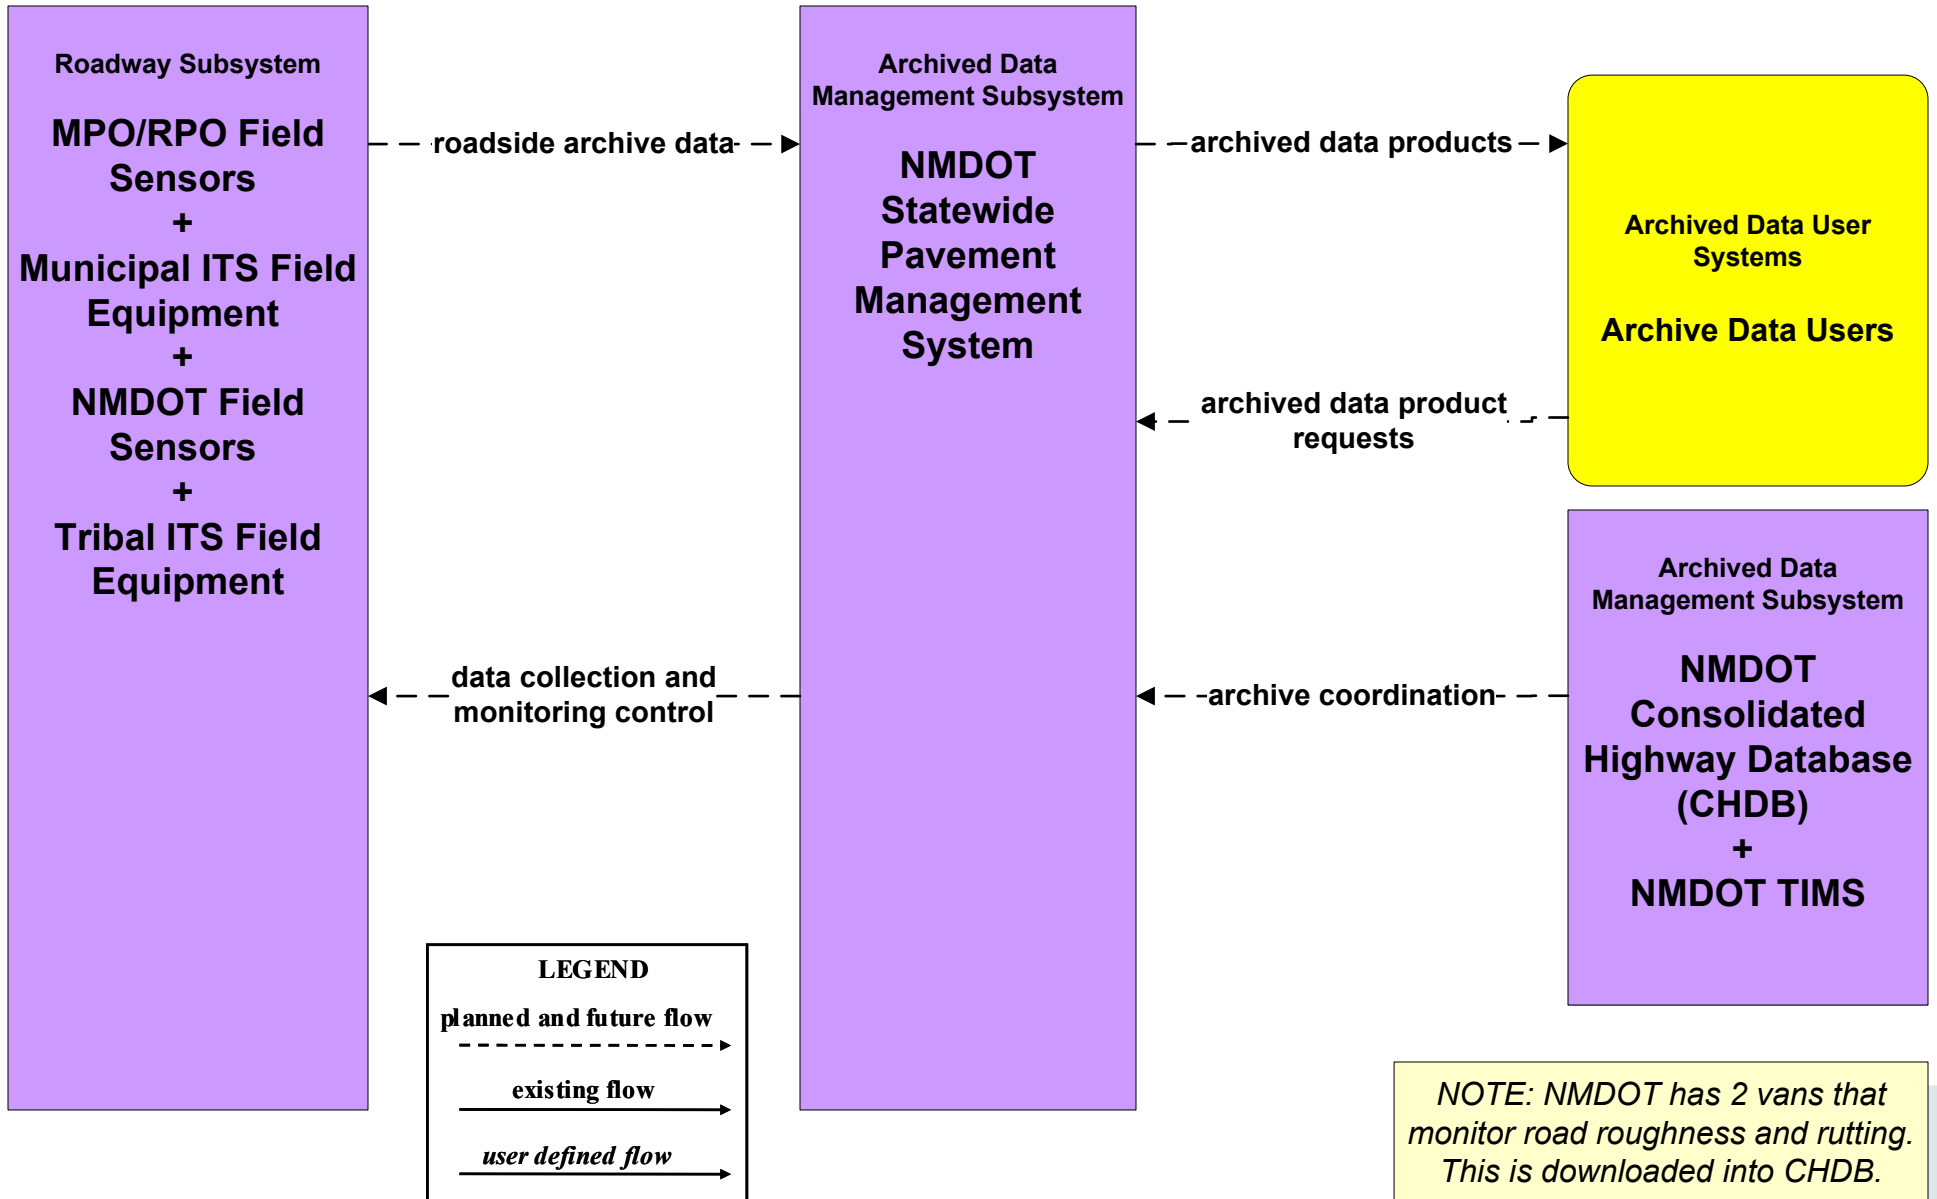 Roadway Subsystem
MPO/RPO Field
Sensors
+
Municipal ITS Field
Equipment
+
NMDOT Field
Sensors
+
Tribal ITS Field
Equipment
roadside archive data
data collection and
monitoring control
Archived Data
Management Subsystem
NMDOT
Statewide
Pavement
Management
System
archived data products
archived data product
requests
archive coordination
Archived Data User
Systems
Archive Data Users
Archived Data
Management Subsystem
NMDOT
Consolidated
Highway Database
(CHDB)
+
NMDOT TIMS
LEGEND
planned and future flow
existing flow
user defined flow
NOTE: NMDOT has 2 vans that
monitor road roughness and rutting.
This is downloaded into CHDB.